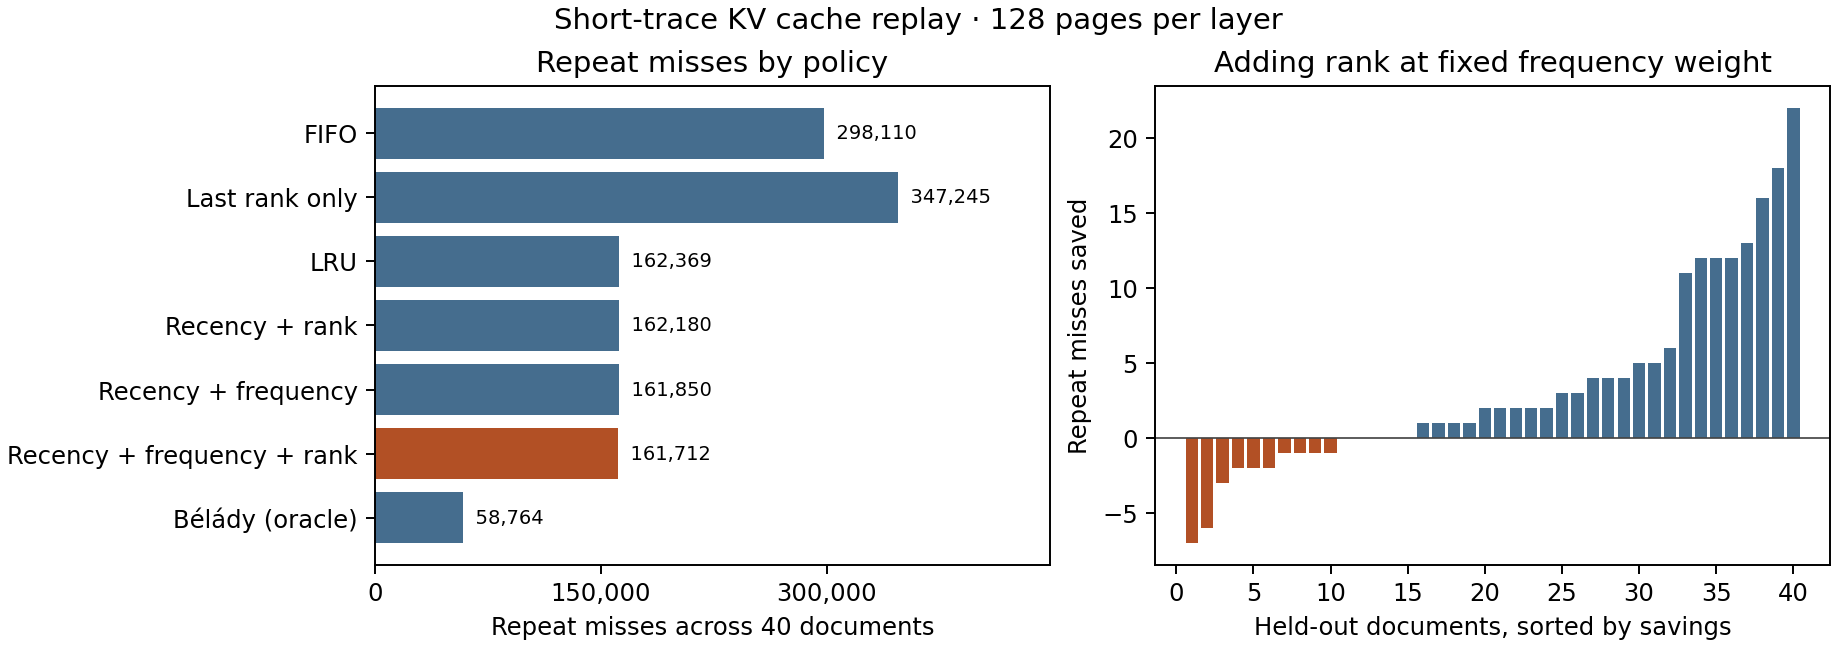 Short-trace KV cache replay · 128 pages per layer
Repeat misses by policy
FIFO
298,110
Last rank only
347,245
LRU
162,369
Recency + rank
162,180
Recency + frequency
161,850
Recency + frequency + rank
161,712
Bélády (oracle)
58,764
0 150,000 300,000
Repeat misses across 40 documents
Adding rank at fixed frequency weight
Repeat misses saved
20
15
10
5
0
−5
0 5 10 15 20 25 30 35 40
Held-out documents, sorted by savings